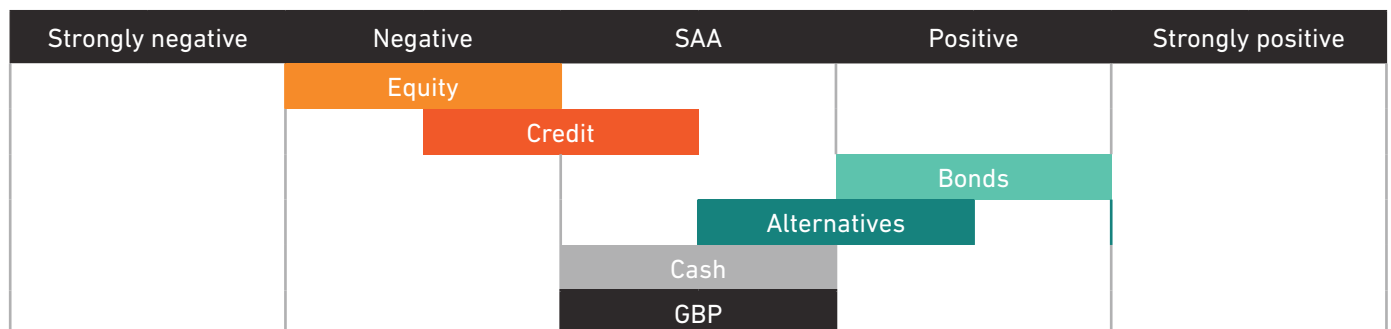 Strongly negative Negative SAA Positive Strongly positive
Equity
Credit
Bonds
Alternatives
Cash
GBP